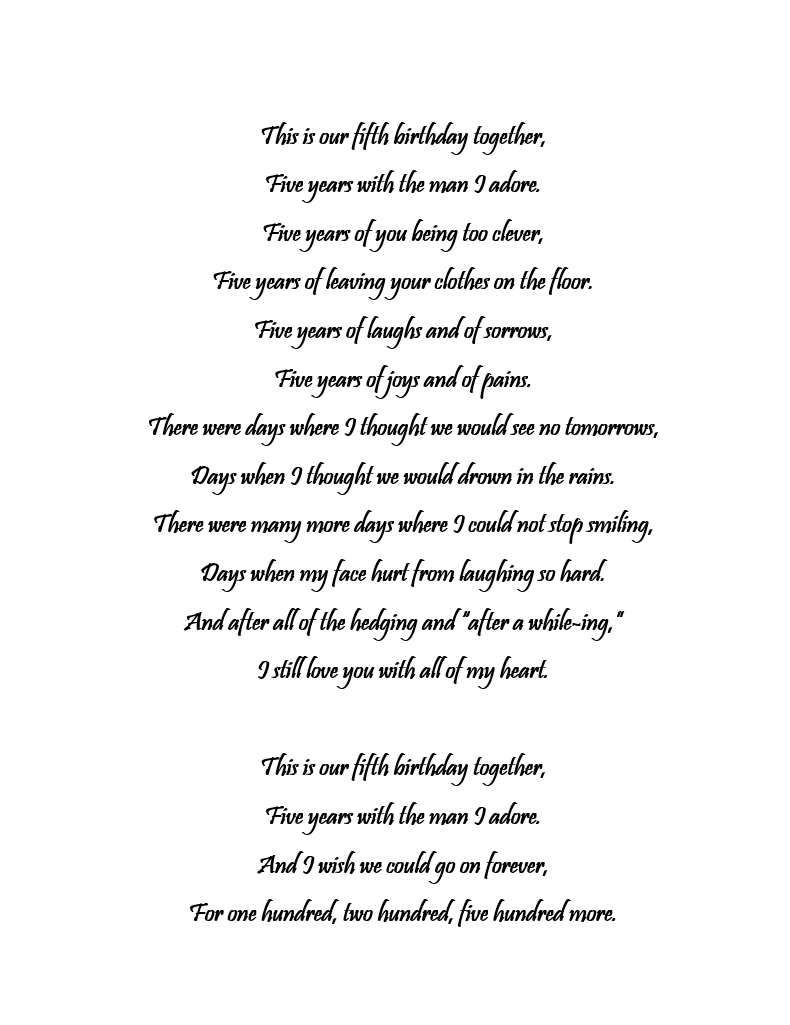 This is our fifth birthday together,
Five years with the man I adore.
Five years of you being too clever,
Five years of leaving your clothes on the floor.
Five years of laughs and of sorrows,
Five years of joys and of pains.
There were days where I thought we would see no tomorrows,
Days when I thought we would drown in the rains.
There were many more days where I could not stop smiling,
Days when my face hurt from laughing so hard.
And after all of the hedging and "after a while~ing,"
I still love you with all of my heart.
This is our fifth birthday together,
Five years with the man I adore.
And I wish we could go on forever,
For one hundred, two hundred, five hundred more.